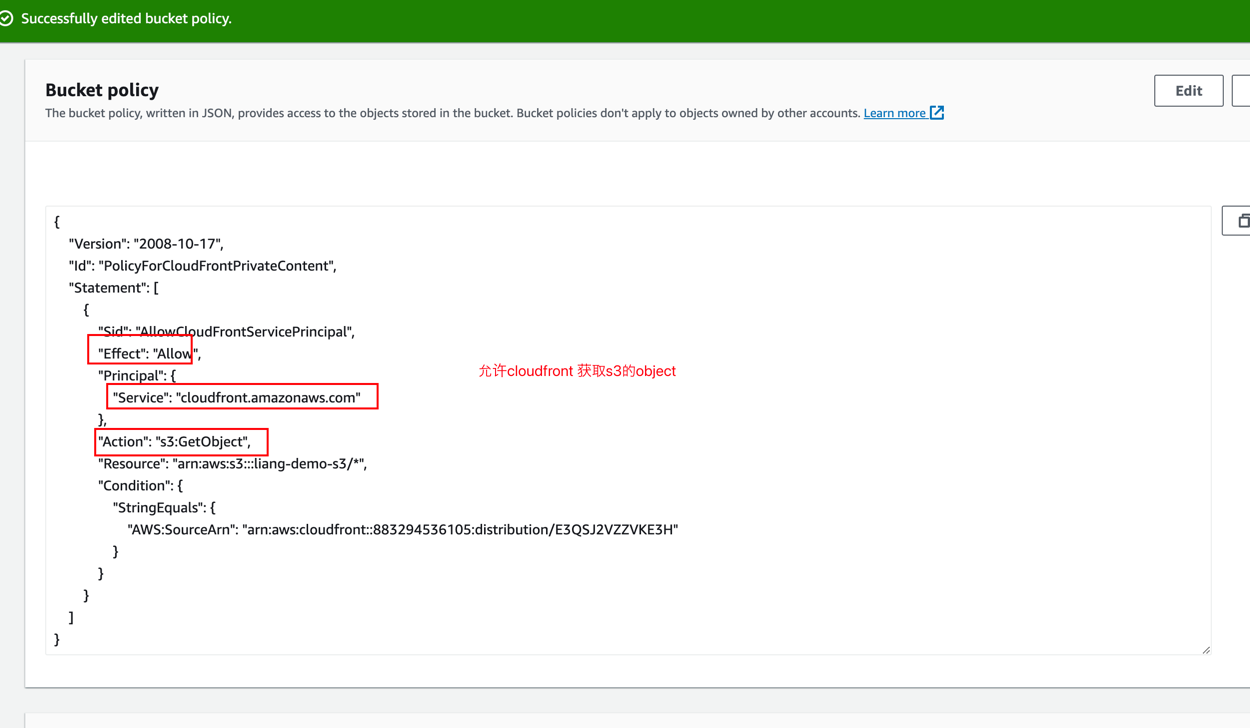 Successfully edited bucket policy.
Bucket policy
Edit
The bucket policy, written in JSON, provides access to the objects stored in the bucket. Bucket policies don't apply to objects owned by other accounts. Learn more
{
"Version": "2008-10-17",
"Id": "PolicyForCloudFrontPrivateContent",
"Statement": [
{
"Sid": "AllowCloudFrontServicePrincipal",
"Effect": "Allow",
"Principal": {
允许cloudfront 获取s3的object
"Service": "cloudfront.amazonaws.com"
},
"Action": "s3:GetObject",
"Resource": "arn:aws:s3:::liang-demo-s3/*",
"Condition": {
"StringEquals": {
"AWS:SourceArn": "arn:aws:cloudfront::883294536105:distribution/E3QSJ2VZZVKE3H"
}
}
}
]
}